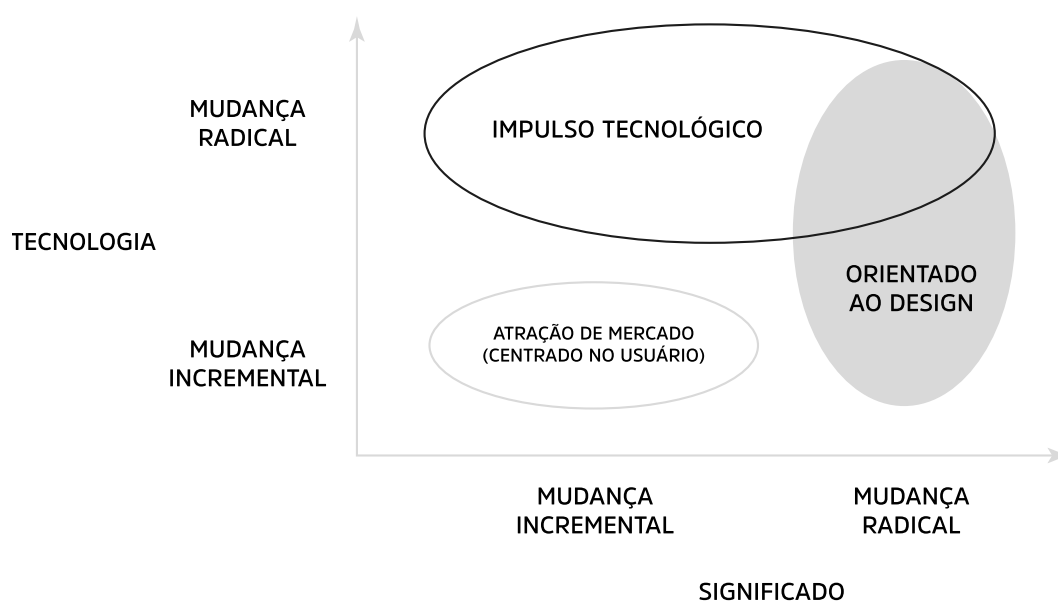 MUDANÇA
RADICAL
IMPULSO TECNOLÓGICO
TECNOLOGIA
ORIENTADO
AO DESIGN
ATRAÇÃO DE MERCADO
(CENTRADO NO USUÁRIO)
MUDANÇA
INCREMENTAL
MUDANÇA
INCREMENTAL
MUDANÇA
RADICAL
SIGNIFICADO